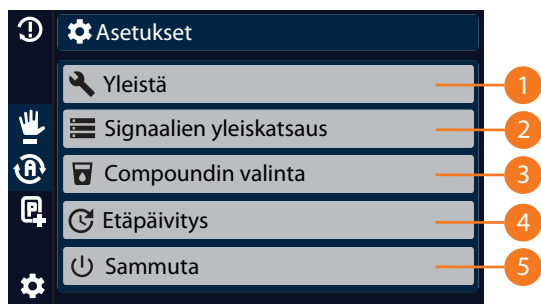 Asetukset
Yleistä 1
Signaalien yleiskatsaus 2
Compoundin valinta 3
Etäpäivitys 4
Sammuta 5
A
P